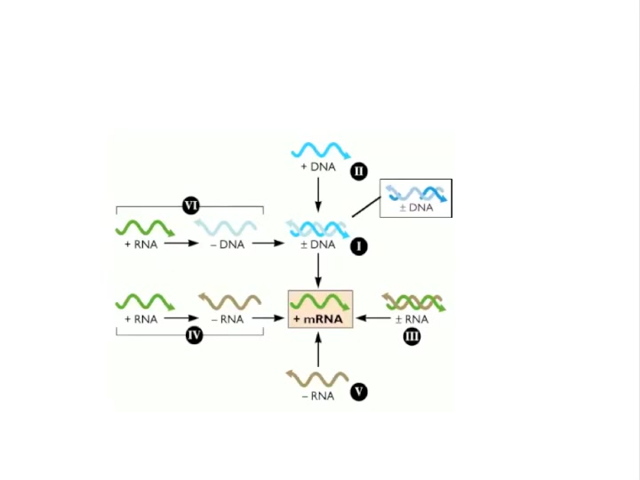 + DNA
II
± DNA
VI
+ RNA
– DNA
± DNA
I
+ RNA
– RNA
+ mRNA
± RNA
IV
III
– RNA
V